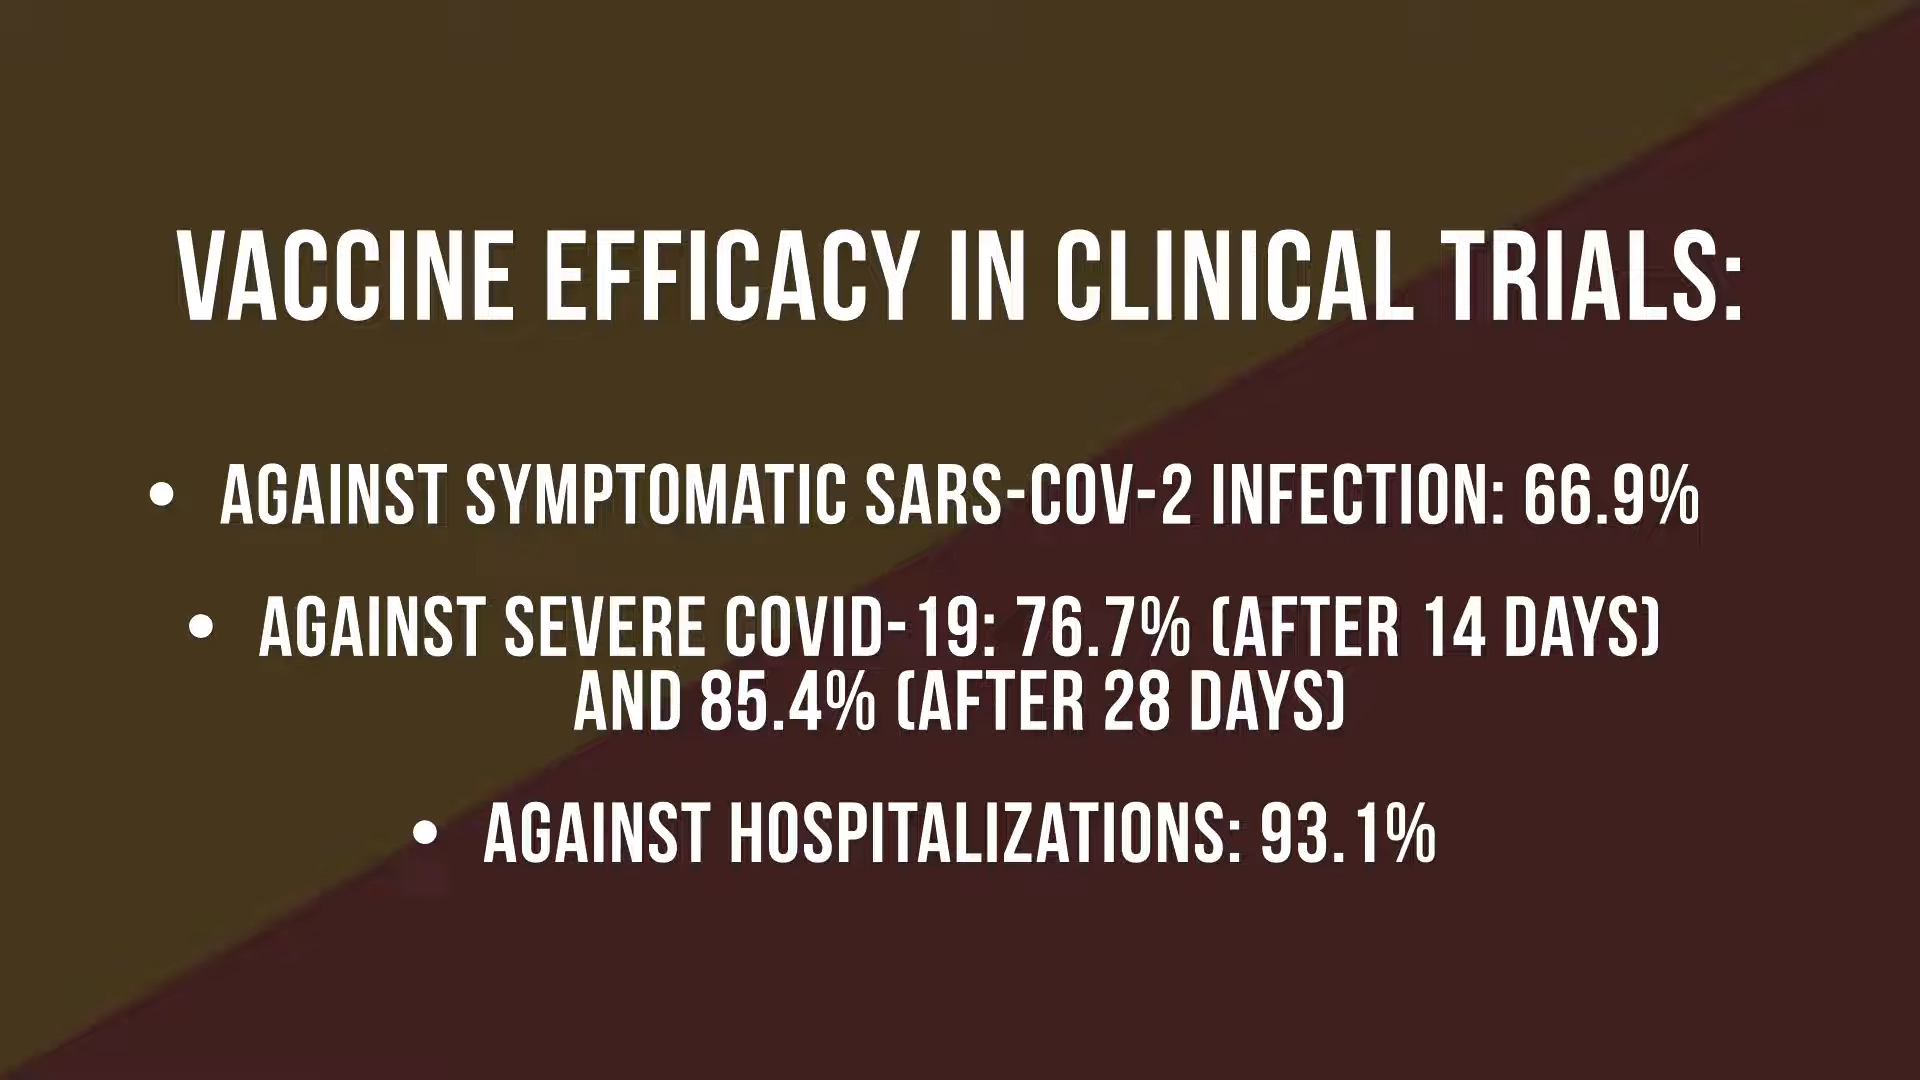 VACCINE EFFICACY IN CLINICAL TRIALS:
• AGAINST SYMPTOMATIC SARS-COV-2 INFECTION: 66.9%
• AGAINST SEVERE COVID-19: 76.7% (AFTER 14 DAYS)
AND 85.4% (AFTER 28 DAYS)
• AGAINST HOSPITALIZATIONS: 93.1%